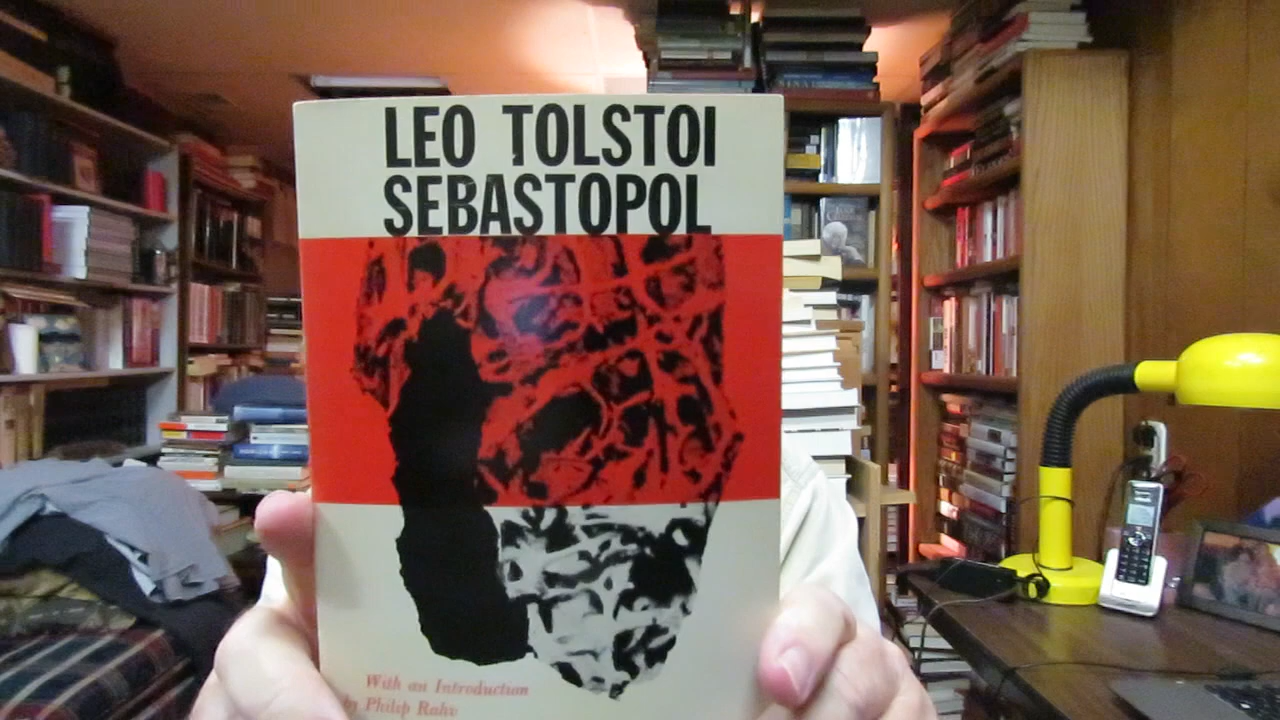 LEO TOLSTOI
SEBASTOPOL
With an Introduction
by Philip Rahv